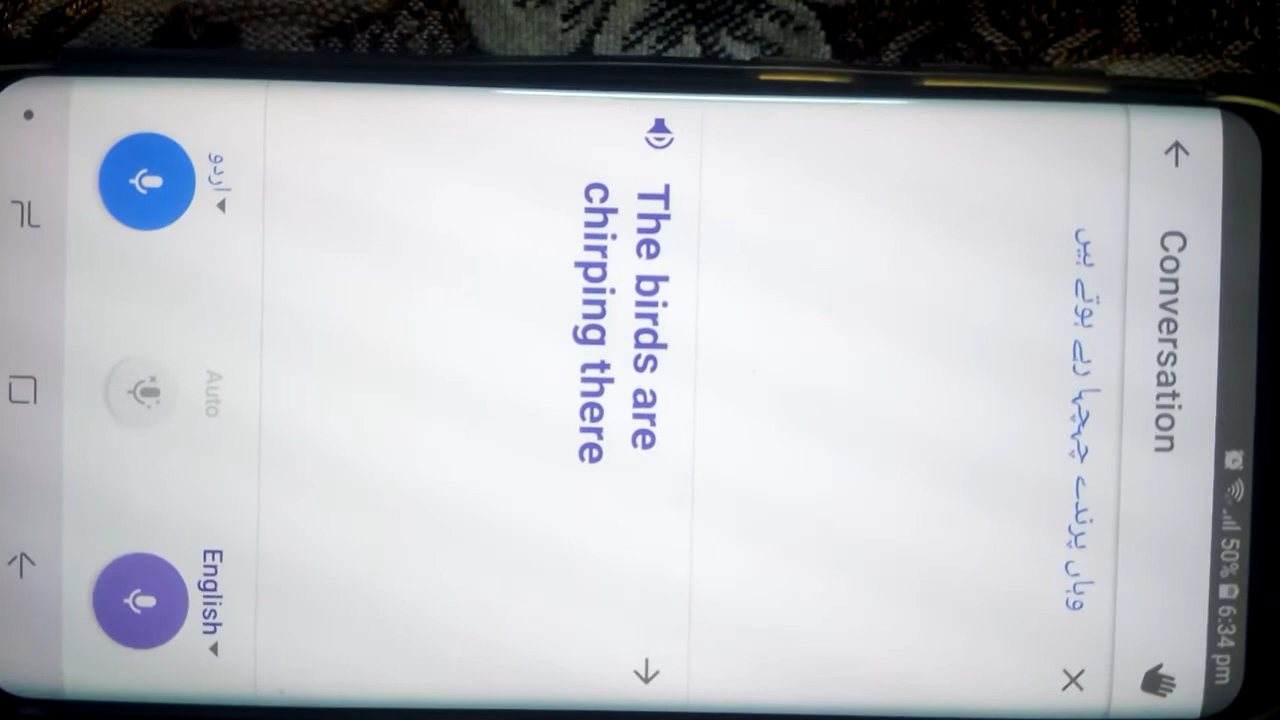 50% 6:34 pm
Conversation
وہاں پرندے چہچہا رہے ہوتے ہیں
The birds are
chirping there
اردو
Auto
English